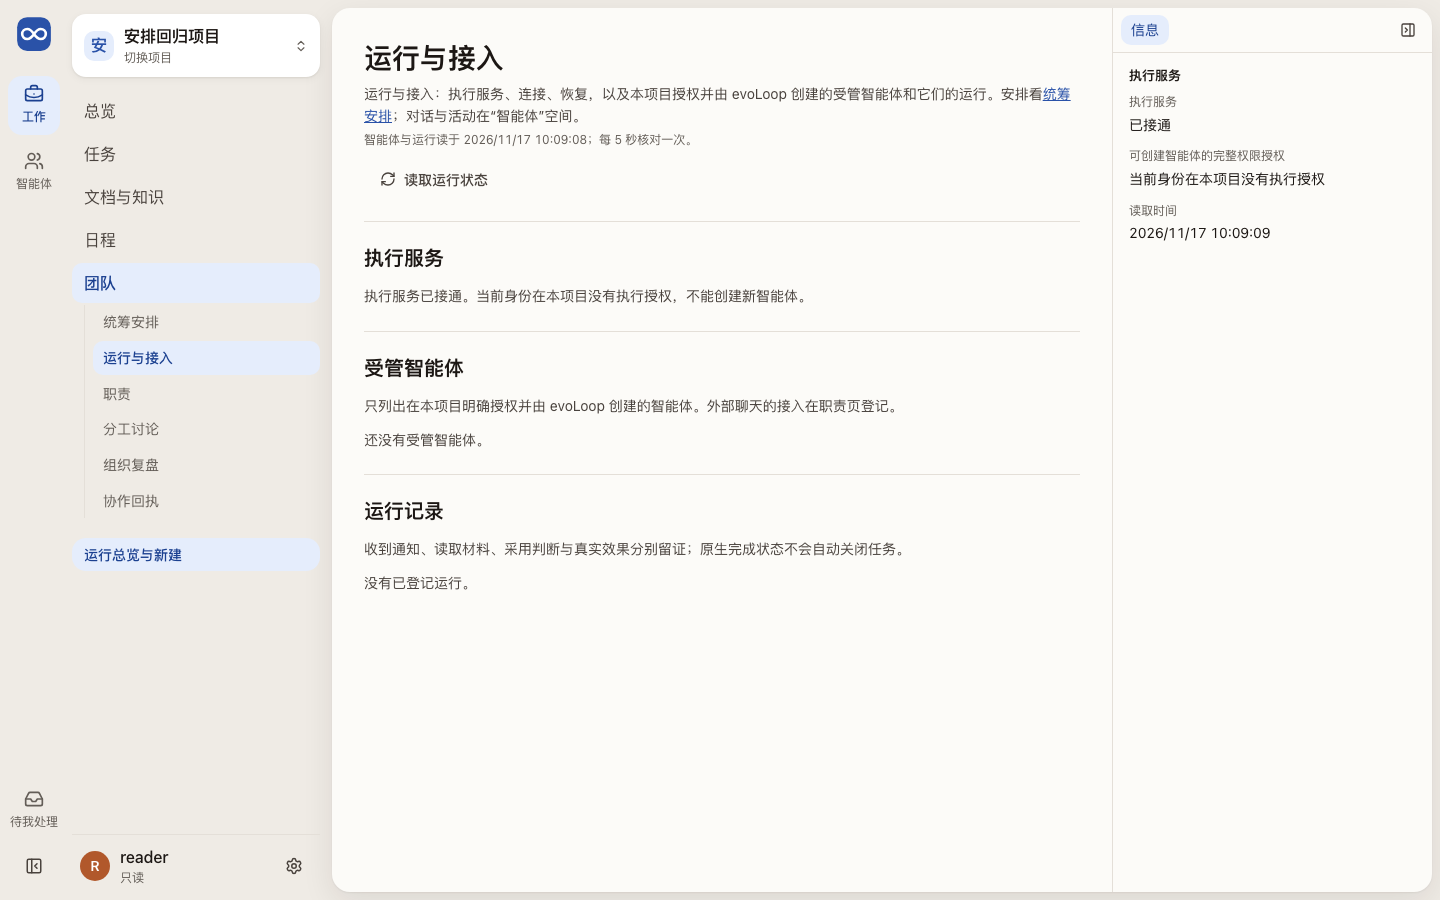 工作
智能体
待我处理
安
安排回归项目
切换项目
总览
任务
文档与知识
日程
团队
统筹安排
运行与接入
职责
分工讨论
组织复盘
协作回执
运行总览与新建
R
reader
只读
运行与接入
运行与接入：执行服务、连接、恢复，以及本项目授权并由 evoLoop 创建的受管智能体和它们的运行。安排看统筹
安排；对话与活动在“智能体”空间。
智能体与运行读于 2026/11/17 10:09:08；每 5 秒核对一次。
读取运行状态
执行服务
执行服务已接通。当前身份在本项目没有执行授权，不能创建新智能体。
受管智能体
只列出在本项目明确授权并由 evoLoop 创建的智能体。外部聊天的接入在职责页登记。
还没有受管智能体。
运行记录
收到通知、读取材料、采用判断与真实效果分别留证；原生完成状态不会自动关闭任务。
没有已登记运行。
信息
执行服务
执行服务
已接通
可创建智能体的完整权限授权
当前身份在本项目没有执行授权
读取时间
2026/11/17 10:09:09